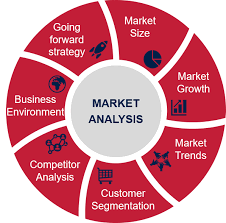 Going
forward
strategy
Market
Size
Market
Growth
Market
Trends
Customer
Segmentation
Competitor
Analysis
Business
Environment
MARKET
ANALYSIS